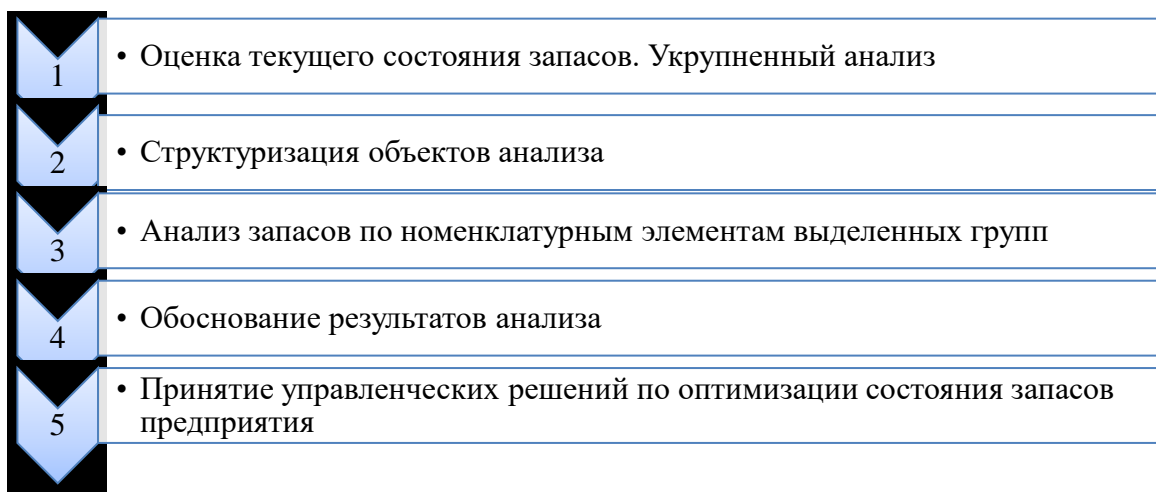 1
• Оценка текущего состояния запасов. Укрупненный анализ
2
• Структуризация объектов анализа
3
• Анализ запасов по номенклатурным элементам выделенных групп
4
• Обоснование результатов анализа
5
• Принятие управленческих решений по оптимизации состояния запасов
предприятия